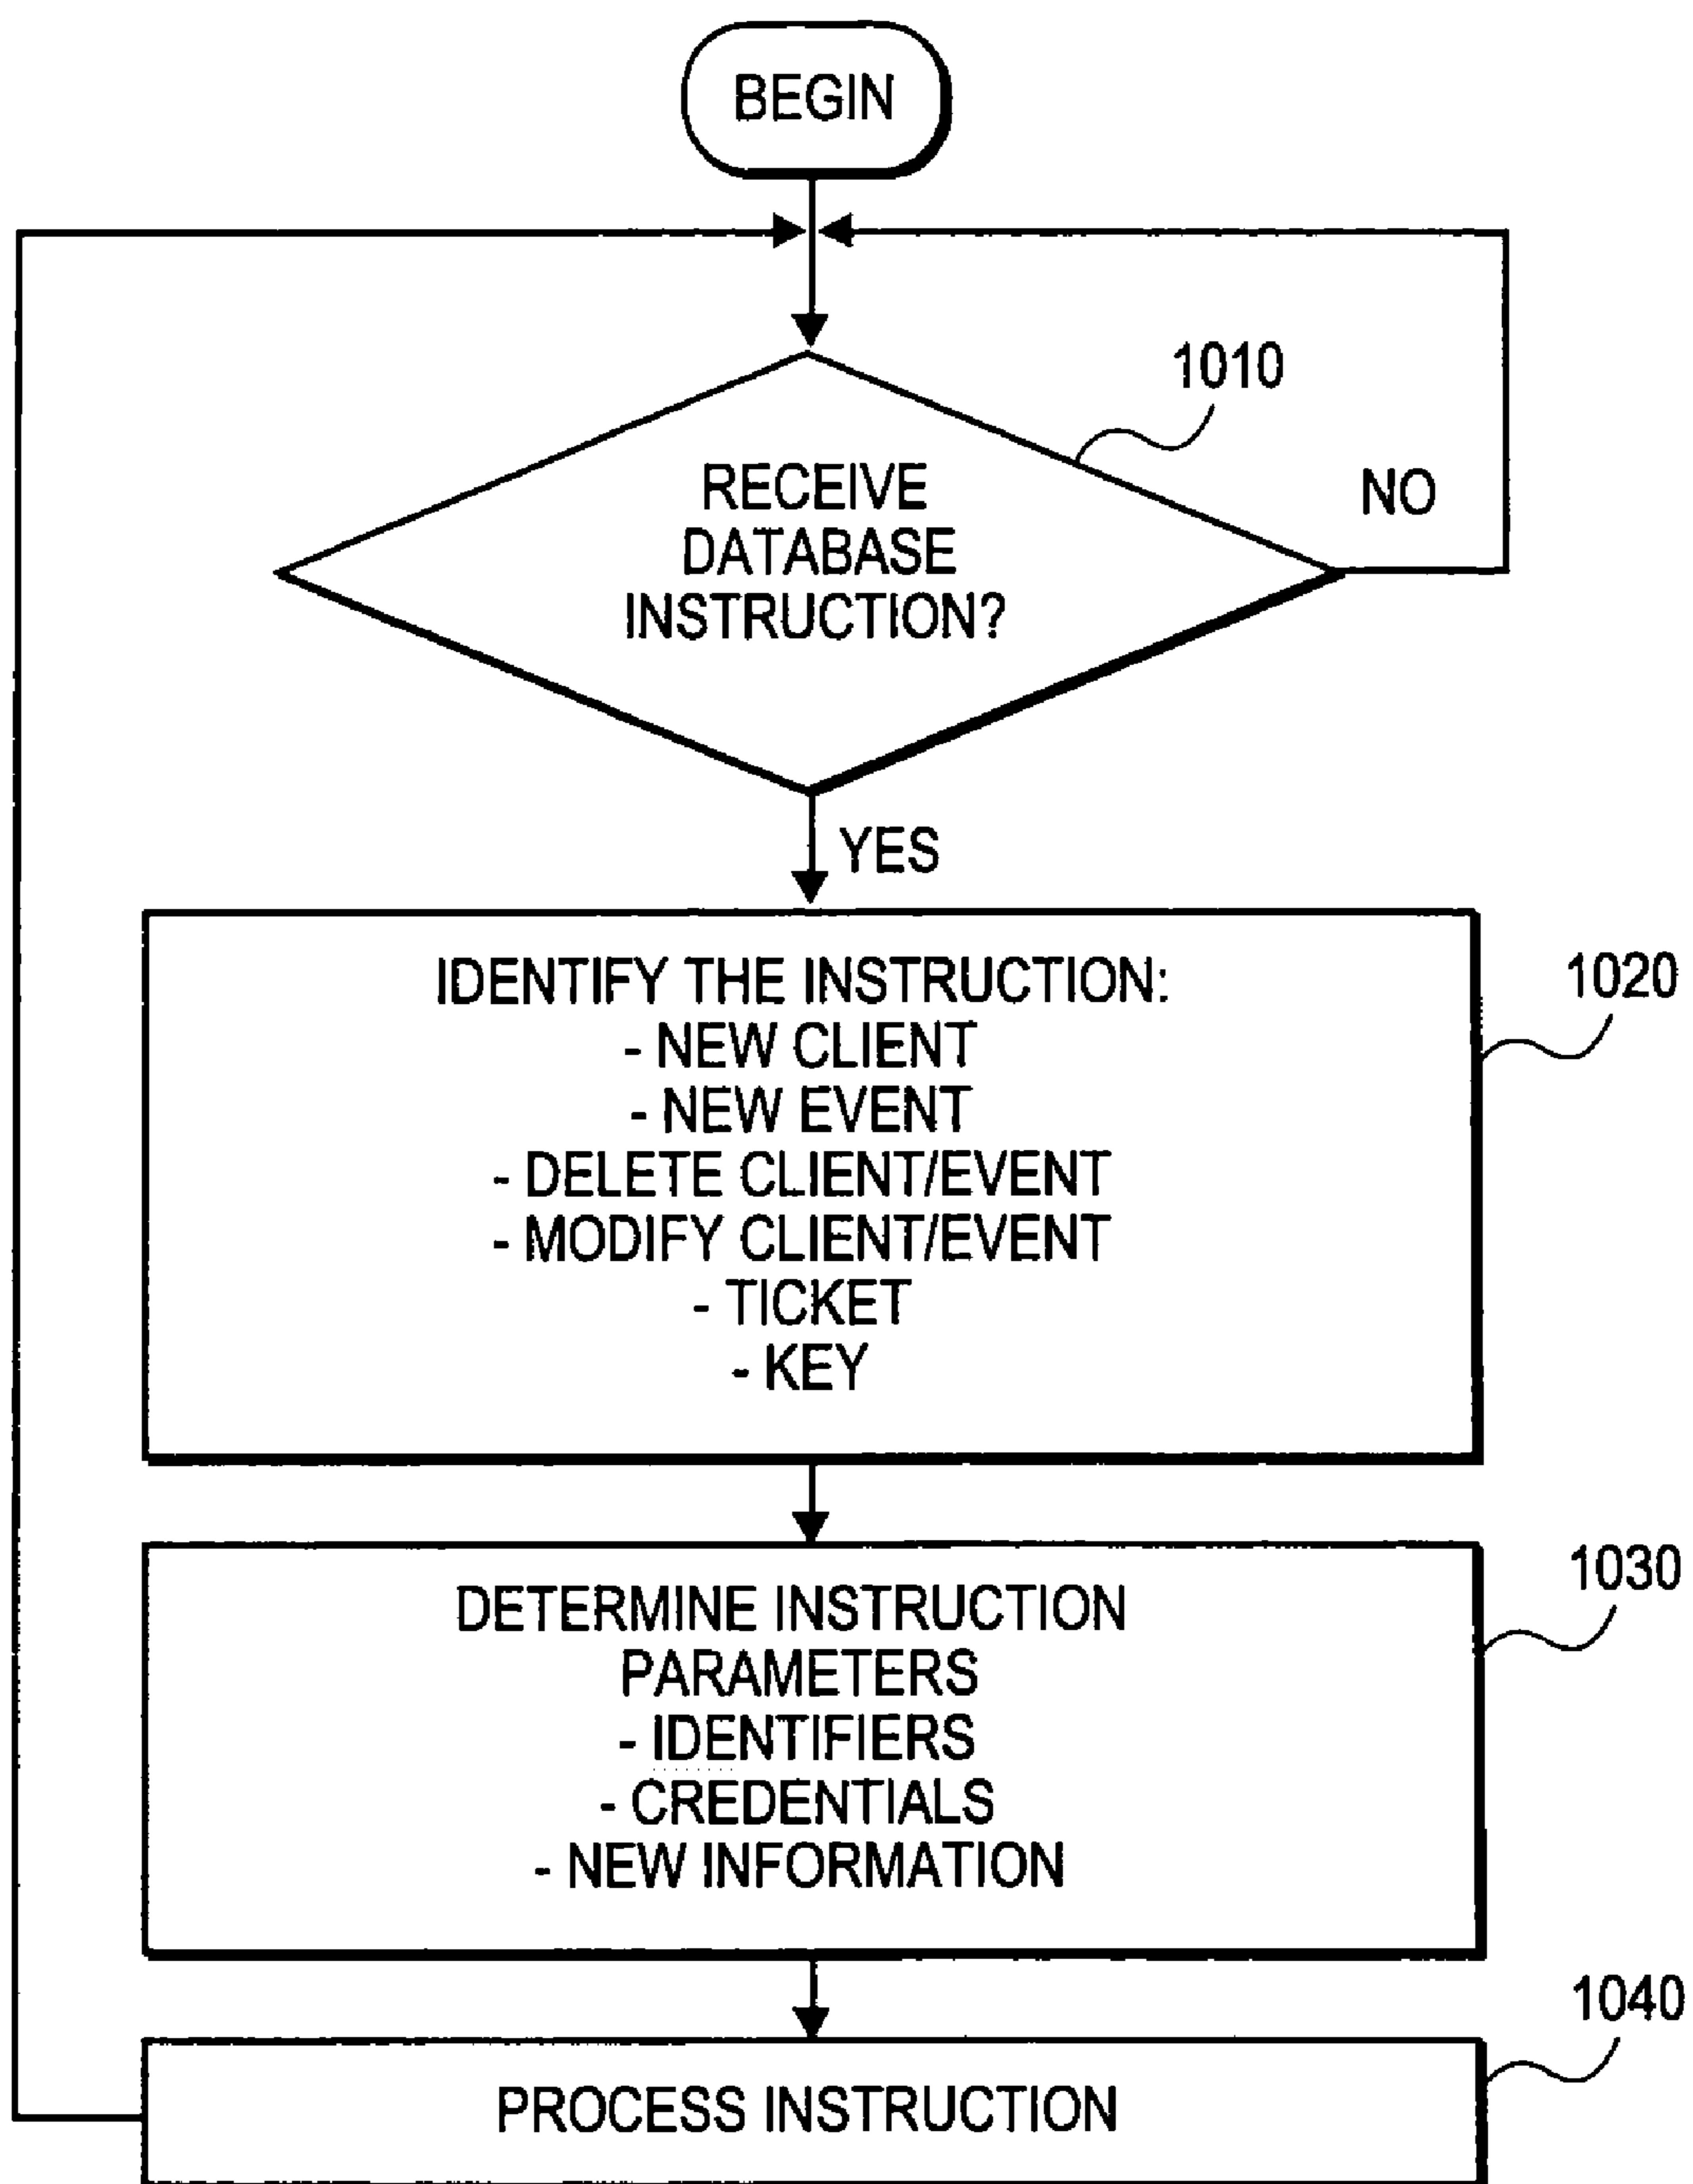 BEGIN
1010
RECEIVE
DATABASE
INSTRUCTION?
NO
YES
IDENTIFY THE INSTRUCTION:
- NEW CLIENT
- NEW EVENT
- DELETE CLIENT/EVENT
- MODIFY CLIENT/EVENT
- TICKET
- KEY
1020
DETERMINE INSTRUCTION
PARAMETERS
- IDENTIFIERS
- CREDENTIALS
- NEW INFORMATION
1030
PROCESS INSTRUCTION
1040